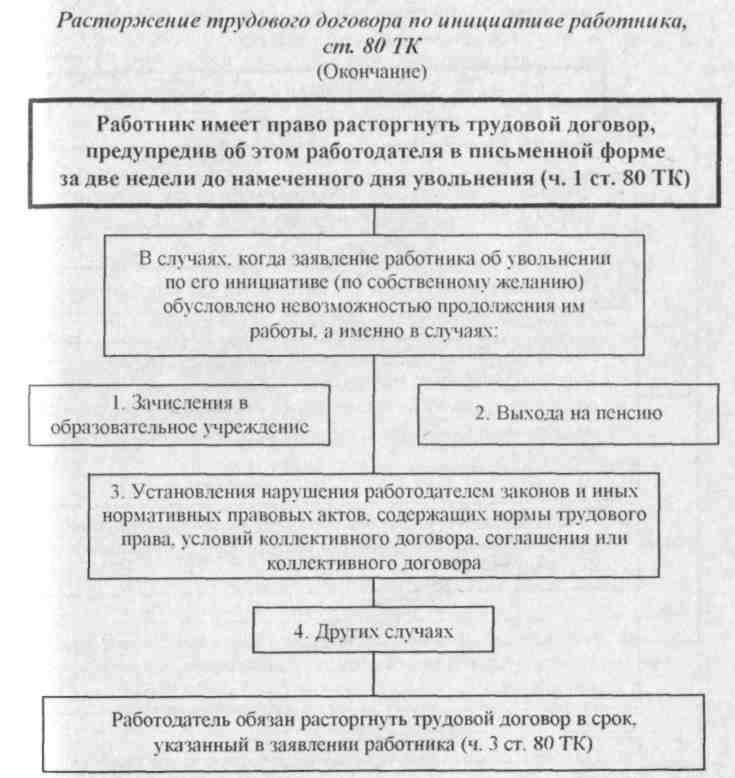 Расторжение трудового договора по инициативе работника,
ст. 80 ТК
(Окончание)
Работник имеет право расторгнуть трудовой договор,
предупредив об этом работодателя в письменной форме
за две недели до намеченного дня увольнения (ч. 1 ст. 80 ТК)
В случаях, когда заявление работника об увольнении
по его инициативе (по собственному желанию)
обусловлено невозможностью продолжения им
работы, а именно в случаях:
1. Зачисления в
образовательное учреждение
2. Выхода на пенсию
3. Установления нарушения работодателем законов и иных
нормативных правовых актов, содержащих нормы трудового
права, условий коллективного договора, соглашения или
коллективного договора
4. Других случаях
Работодатель обязан расторгнуть трудовой договор в срок,
указанный в заявлении работника (ч. 3 ст. 80 ТК)